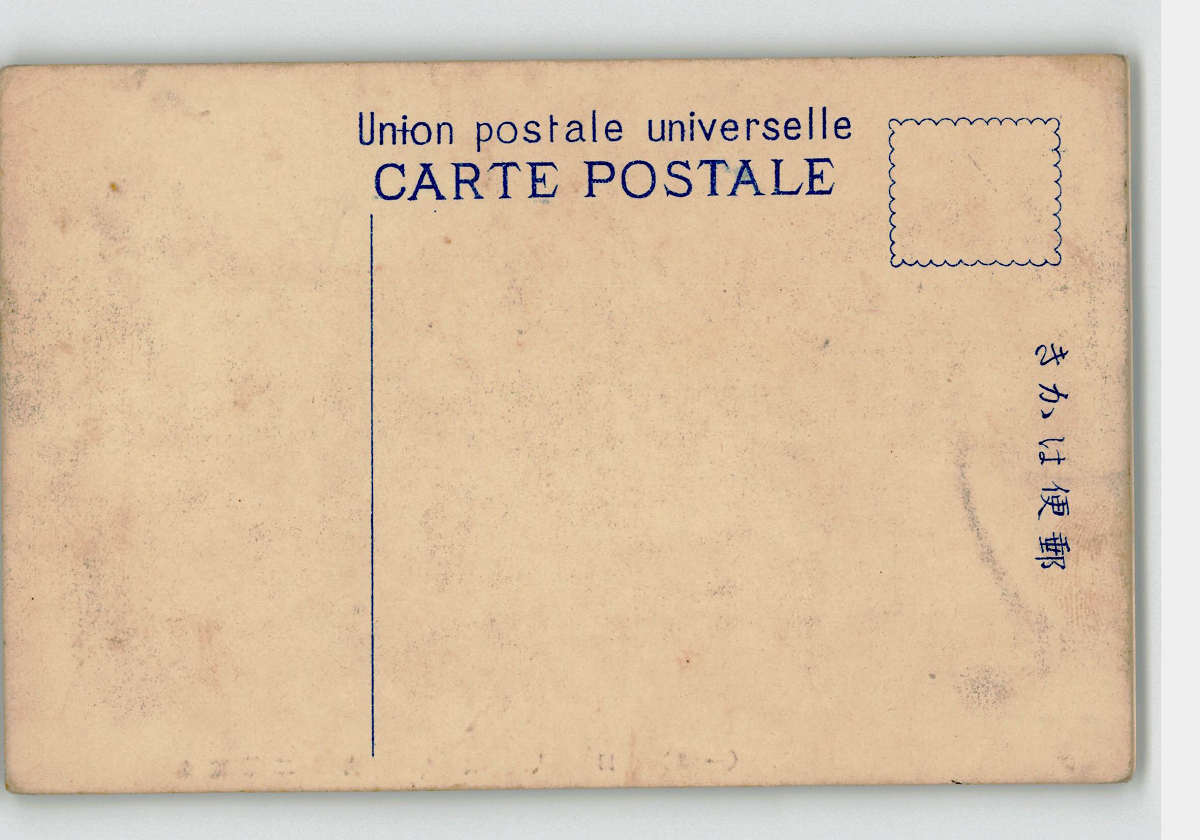 Union postale universelle
CARTE POSTALE
きかは便郵